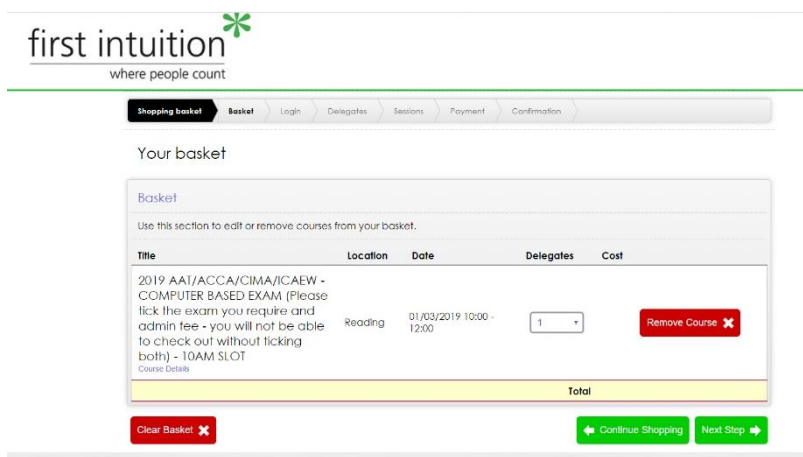 first intuition
where people count
Shopping basket Basket Login Delegates Sessions Payment Confirmation
Your basket
Basket
Use this section to edit or remove courses from your basket.
Title Location Date Delegates Cost
2019 AAT/ACCA/CIMA/ICAEW -
COMPUTER BASED EXAM (Please
tick the exam you require and
admin fee - you will not be able
to check out without ticking
both) - 10AM SLOT
Course Details
Reading
01/03/2019 10:00 -
12:00
1
Remove Course
Total
Clear Basket Continue Shopping Next Step